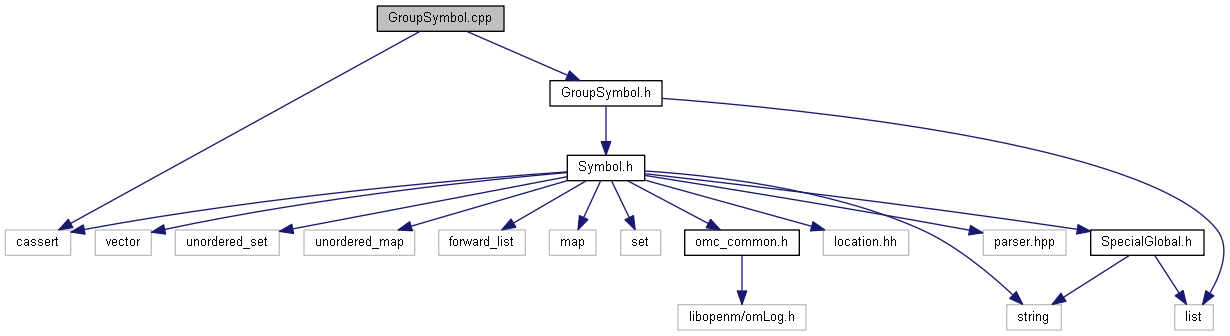 GroupSymbol.cpp
GroupSymbol.h
Symbol.h
cassert
vector
unordered_set
unordered_map
forward_list
map
set
omc_common.h
location.hh
parser.hpp
SpecialGlobal.h
libopenm/omLog.h
string
list